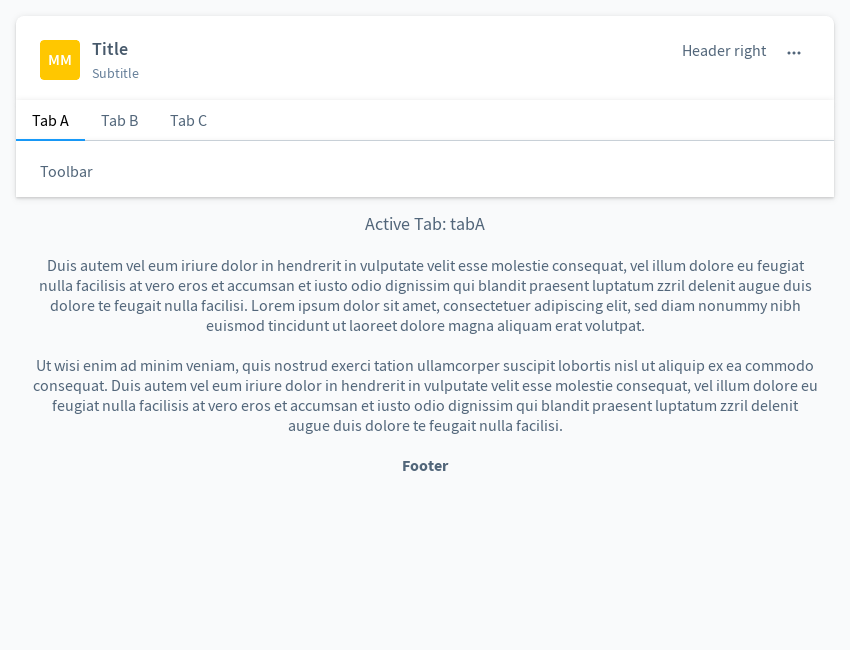 MM
Title
Subtitle
Header right
Tab A
Tab B
Tab C
Toolbar
Active Tab: tabA
Duis autem vel eum iriure dolor in hendrerit in vulputate velit esse molestie consequat, vel illum dolore eu feugiat
nulla facilisis at vero eros et accumsan et iusto odio dignissim qui blandit praesent luptatum zzril delenit augue duis
dolore te feugait nulla facilisi. Lorem ipsum dolor sit amet, consectetuer adipiscing elit, sed diam nonummy nibh
euismod tincidunt ut laoreet dolore magna aliquam erat volutpat.
Ut wisi enim ad minim veniam, quis nostrud exerci tation ullamcorper suscipit lobortis nisl ut aliquip ex ea commodo
consequat. Duis autem vel eum iriure dolor in hendrerit in vulputate velit esse molestie consequat, vel illum dolore eu
feugiat nulla facilisis at vero eros et accumsan et iusto odio dignissim qui blandit praesent luptatum zzril delenit
augue duis dolore te feugait nulla facilisi.
Footer